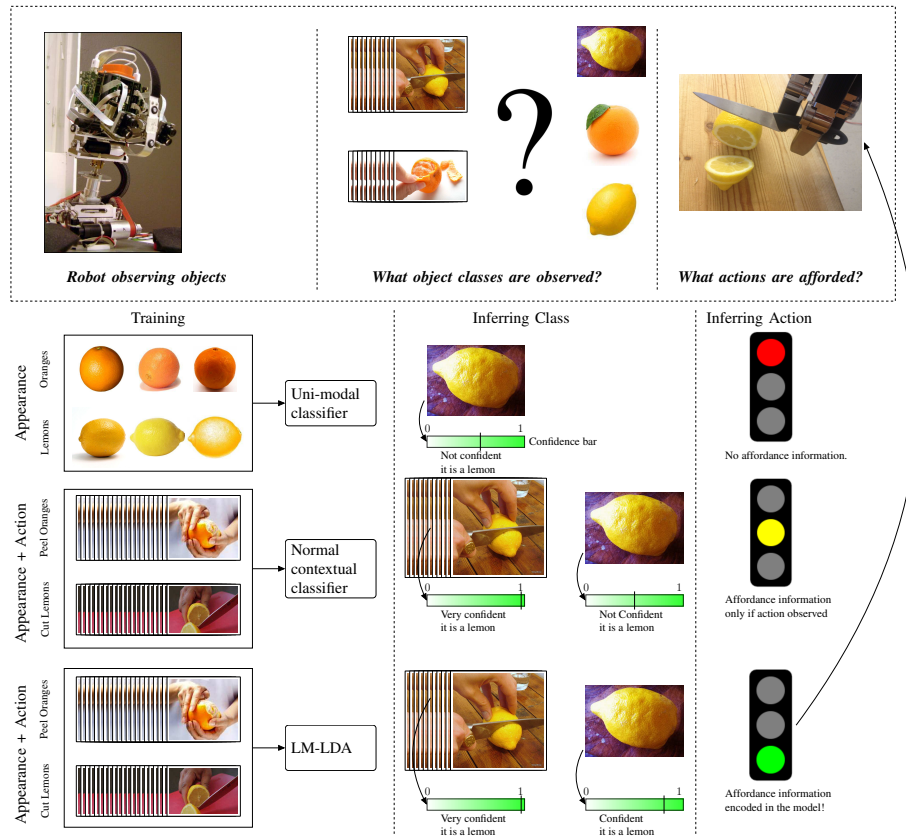 Robot observing objects
What object classes are observed?
What actions are afforded?
?
Training
Inferring Class
Inferring Action
Appearance
Oranges
Lemons
Uni-modal
classifier
0
1
Confidence bar
Not confident
it is a lemon
No affordance information.
Appearance + Action
Peel Oranges
Cut Lemons
Normal
contextual
classifier
0
1
Very confident
it is a lemon
0
1
Not Confident
it is a lemon
Affordance information
only if action observed
Appearance + Action
Peel Oranges
Cut Lemons
LM-LDA
0
1
Very confident
it is a lemon
0
1
Confident
it is a lemon
Affordance information
encoded in the model!